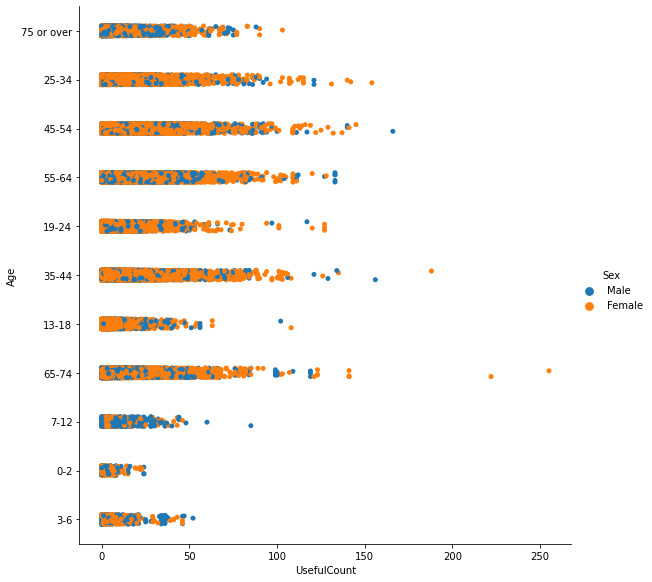 75 or over
25-34
45-54
55-64
19-24
35-44
13-18
65-74
7-12
0-2
3-6
Age
0 50 100 150 200 250
UsefulCount
Sex
Male
Female